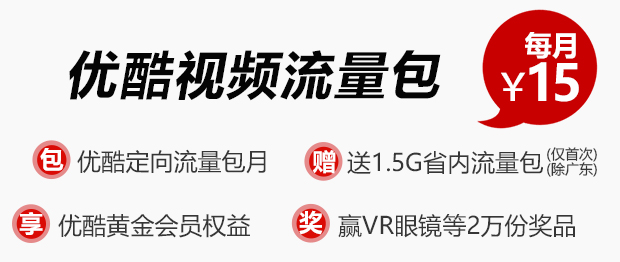 优酷视频流量包
每月
¥15
包 优酷定向流量包月
赠 送1.5G省内流量包(仅首次)
(除广东)
享 优酷黄金会员权益
奖 赢VR眼镜等2万份奖品